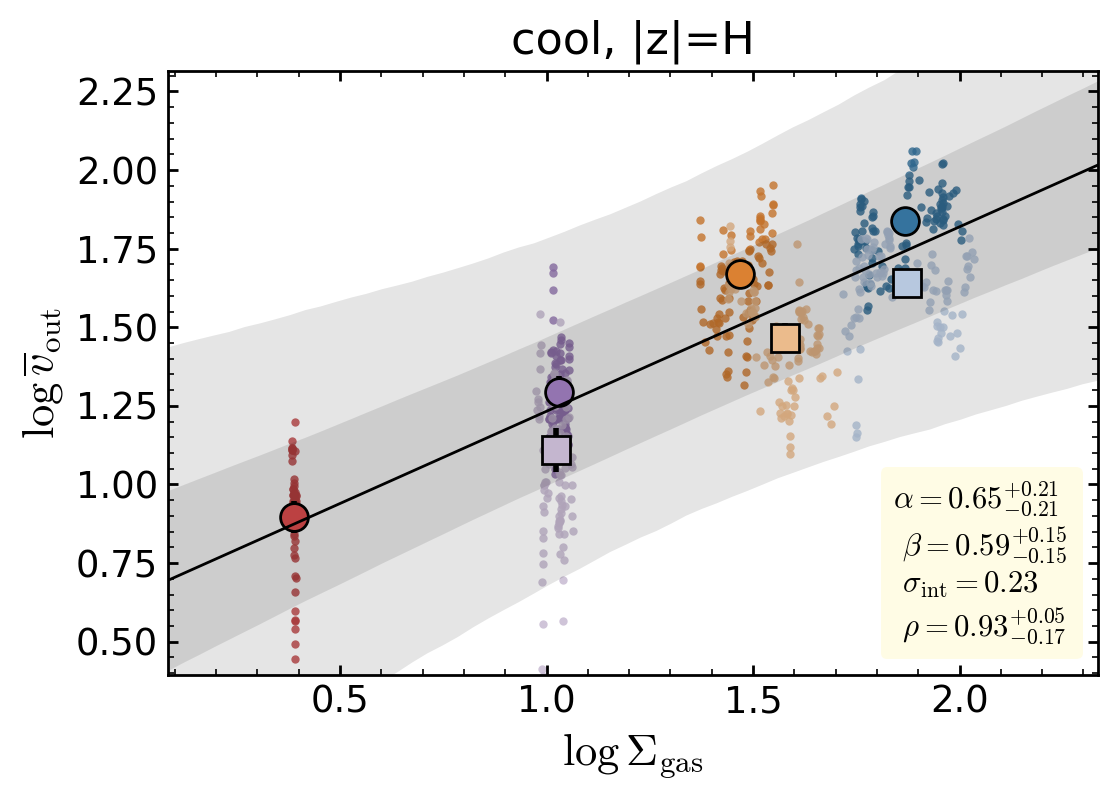 cool, |z|=H
2.25
2.00
1.75
1.50
1.25
1.00
0.75
0.50
log v̅_out
α = 0.65^{+0.21}_{-0.21}
β = 0.59^{+0.15}_{-0.15}
σ_int = 0.23
ρ = 0.93^{+0.05}_{-0.17}
0.5 1.0 1.5 2.0
log Σ_gas